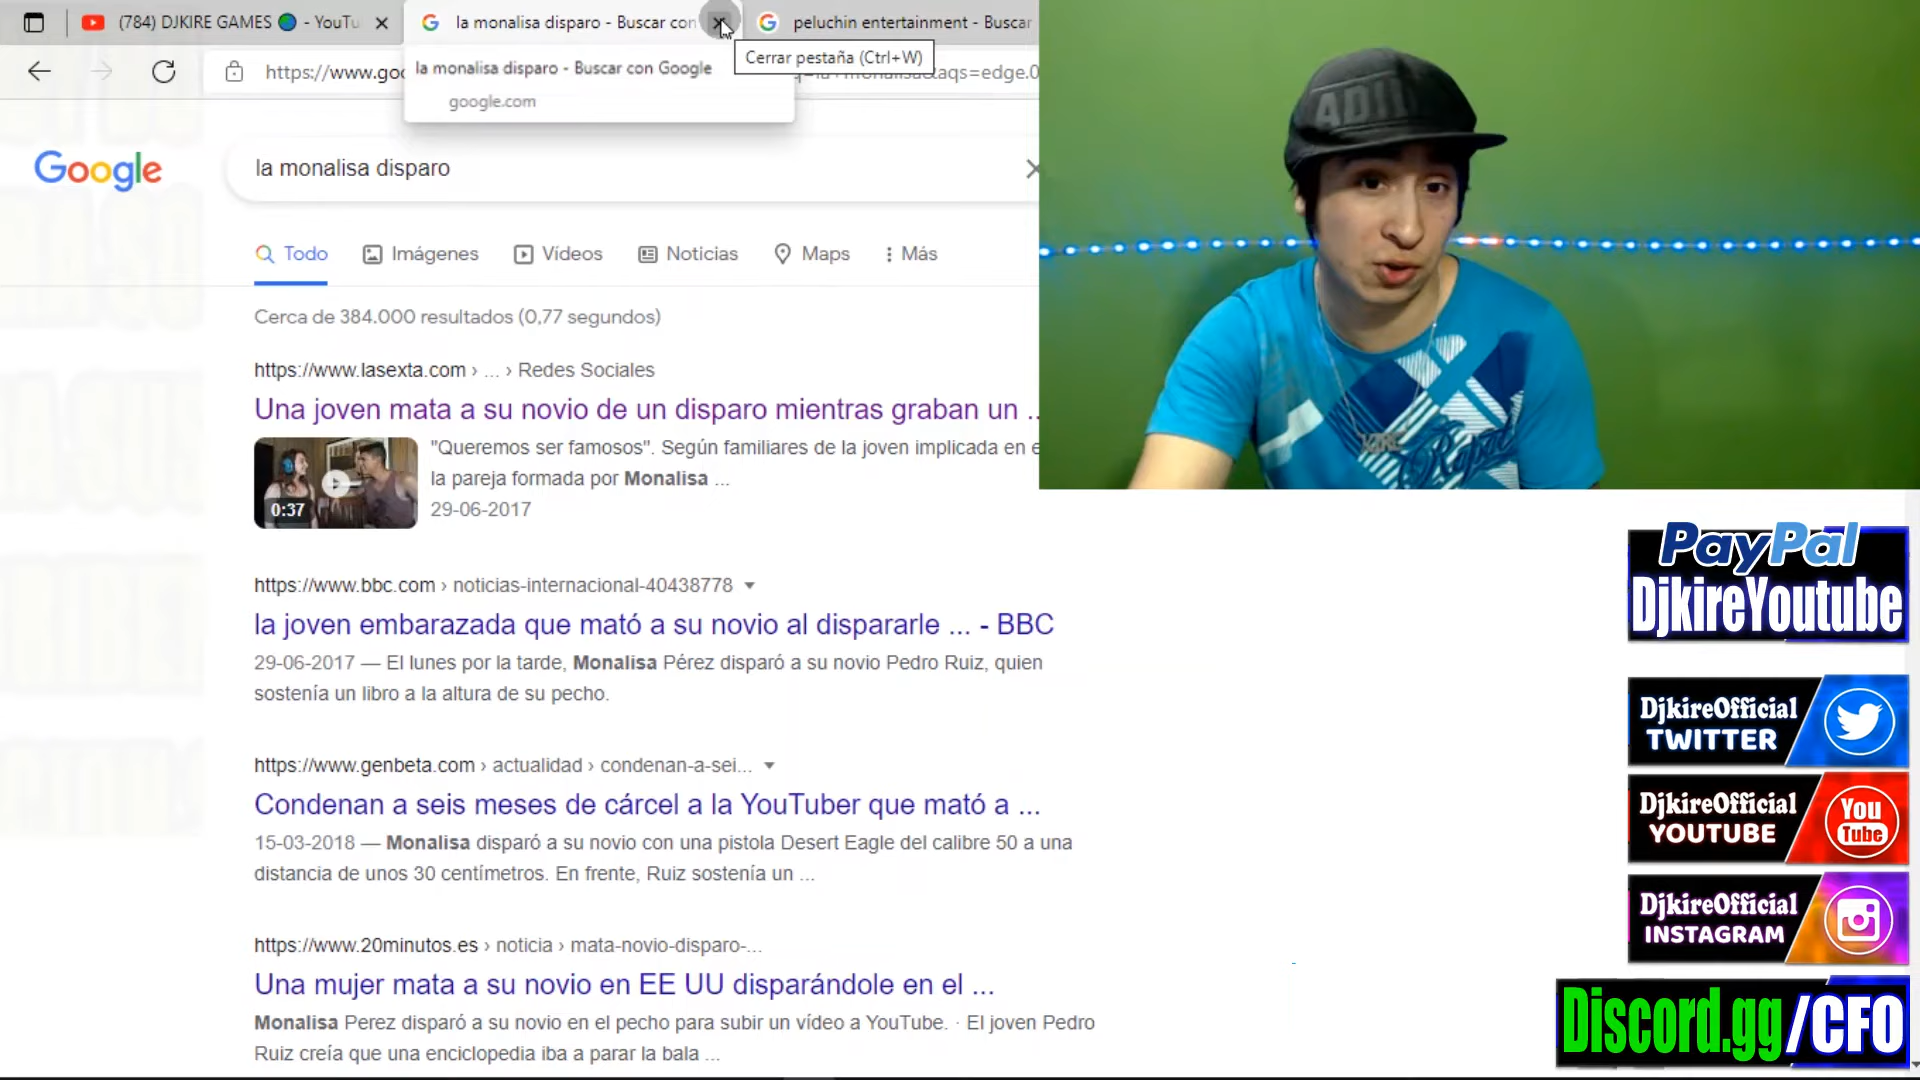 (784) DJKIRE GAMES - YouTu
la monalisa disparo - Buscar con
peluchin entertainment - Buscar
https://www.goo
la monalisa disparo - Buscar con Google
google.com
Cerrar pestaña (Ctrl+W)
Google
la monalisa disparo
Todo
Imágenes
Vídeos
Noticias
Maps
Más
Cerca de 384.000 resultados (0,77 segundos)
https://www.lasexta.com › ... › Redes Sociales
Una joven mata a su novio de un disparo mientras graban un ...
"Queremos ser famosos". Según familiares de la joven implicada en e
la pareja formada por Monalisa ...
0:37
29-06-2017
https://www.bbc.com › noticias-internacional-40438778
la joven embarazada que mató a su novio al dispararle ... - BBC
29-06-2017 — El lunes por la tarde, Monalisa Pérez disparó a su novio Pedro Ruiz, quien
sostenía un libro a la altura de su pecho.
https://www.genbeta.com › actualidad › condenan-a-sei...
Condenan a seis meses de cárcel a la YouTuber que mató a ...
15-03-2018 — Monalisa disparó a su novio con una pistola Desert Eagle del calibre 50 a una
distancia de unos 30 centímetros. En frente, Ruiz sostenía un ...
https://www.20minutos.es › noticia › mata-novio-disparo-...
Una mujer mata a su novio en EE UU disparándole en el ...
Monalisa Perez disparó a su novio en el pecho para subir un vídeo a YouTube. · El joven Pedro
Ruiz creía que una enciclopedia iba a parar la bala ...
PayPal
DjkireYoutube
DjkireOfficial
TWITTER
DjkireOfficial
YOUTUBE
You
Tube
DjkireOfficial
INSTAGRAM
Discord.gg/CFO